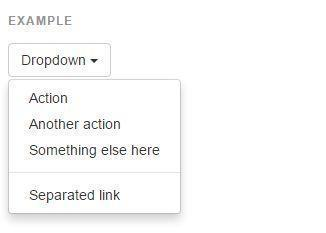 EXAMPLE
Dropdown
Action
Another action
Something else here
Separated link